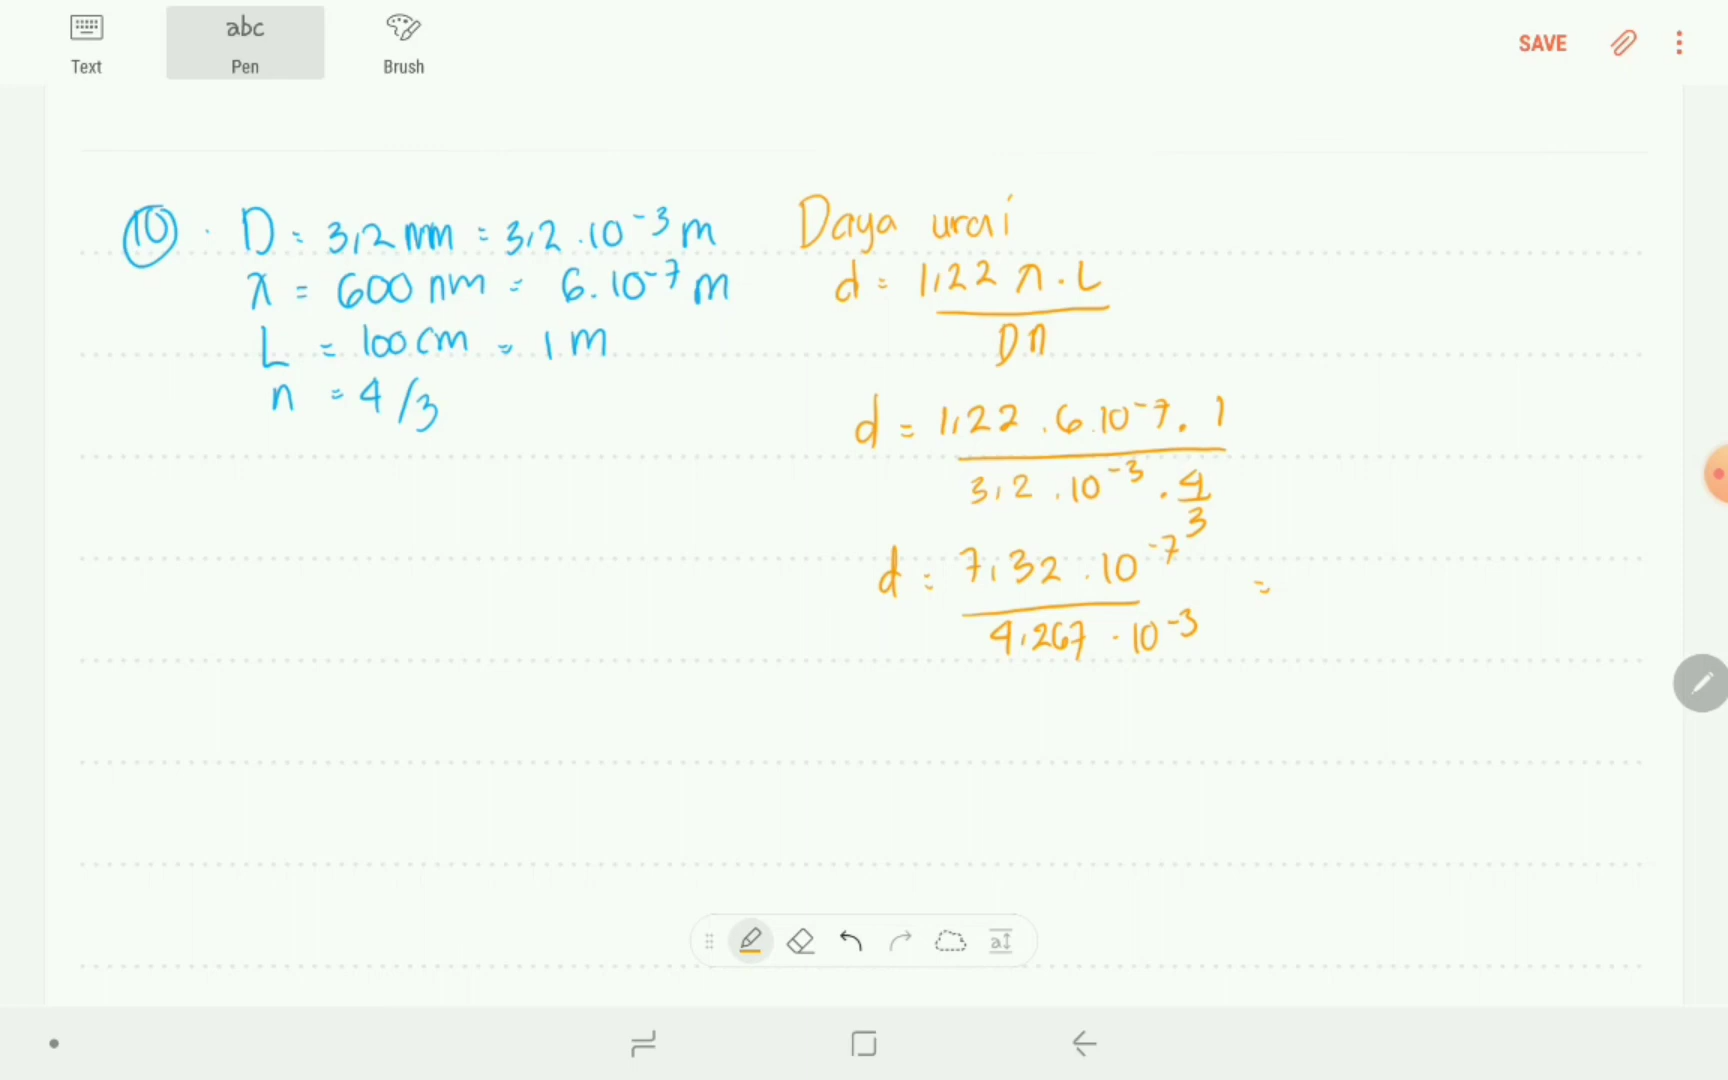 Text
abc
Pen
Brush
SAVE
10. D = 3,2 mm = 3,2 . 10^-3 m
λ = 600 nm = 6.10^-7 m
L = 100 cm = 1 m
n = 4/3
Daya urai
d = 1,22 λ . L
Dn
d = 1,22 . 6.10^-7 . 1
3,2 . 10^-3 . 4/3
d = 7,32 . 10^-7 =
4,267 . 10^-3
a